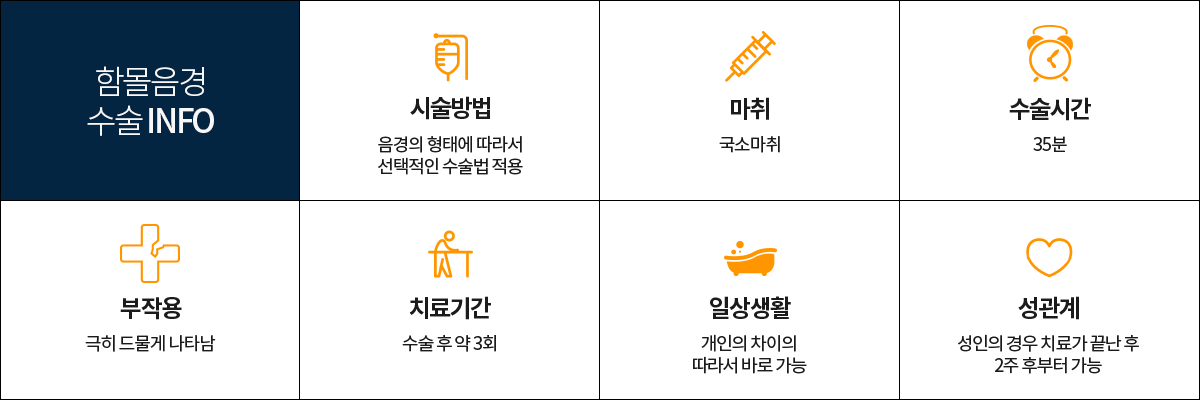 함몰음경
수술 INFO
시술방법
음경의 형태에 따라서
선택적인 수술법 적용
마취
국소마취
수술시간
35분
부작용
극히 드물게 나타남
치료기간
수술 후 약 3회
일상생활
개인의 차이의
따라서 바로 가능
성관계
성인의 경우 치료가 끝난 후
2주 후부터 가능